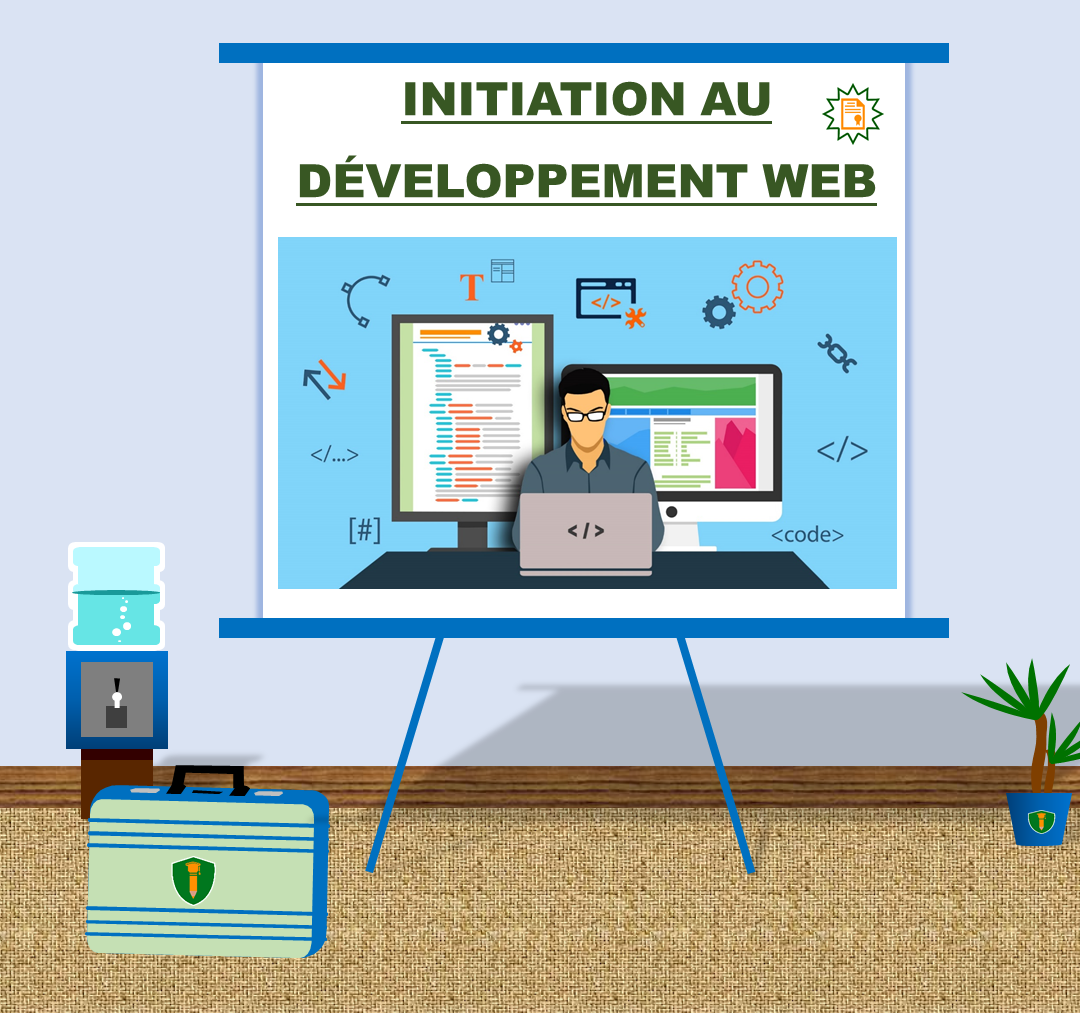 INITIATION AU
DÉVELOPPEMENT WEB
T
</>
</...>
</>
[#]
</>
<code>